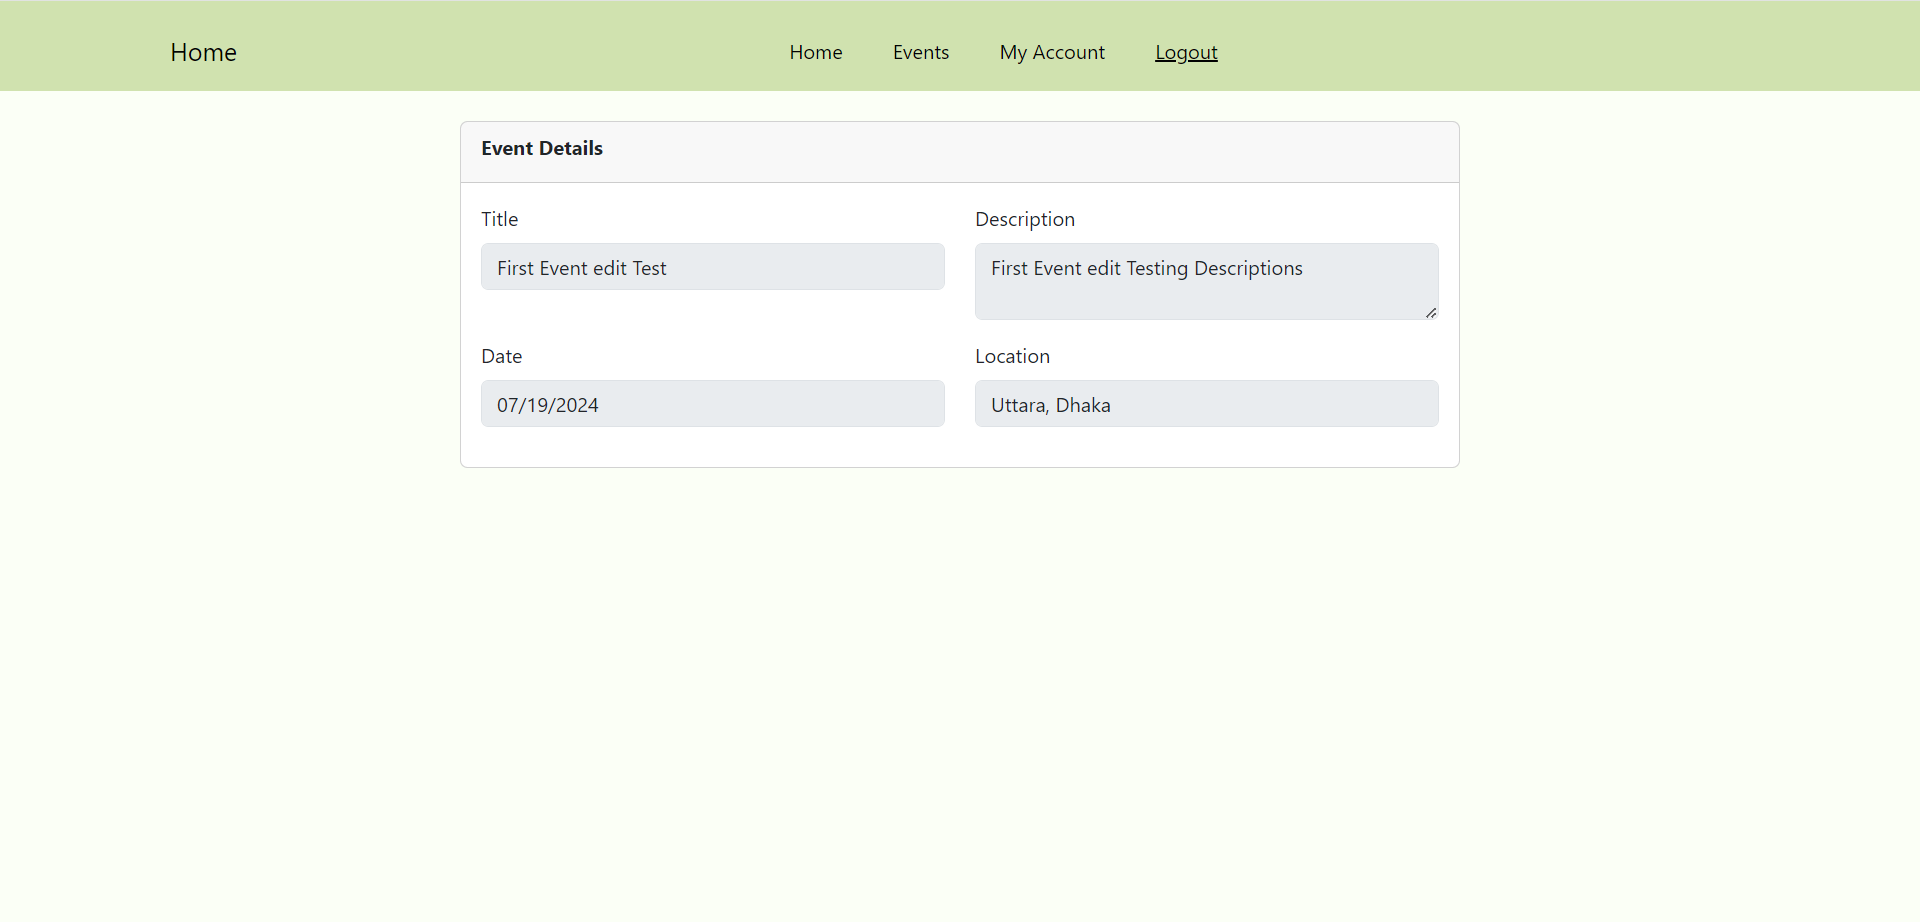 Home
Home Events My Account Logout
Event Details
Title
First Event edit Test
Description
First Event edit Testing Descriptions
Date
07/19/2024
Location
Uttara, Dhaka